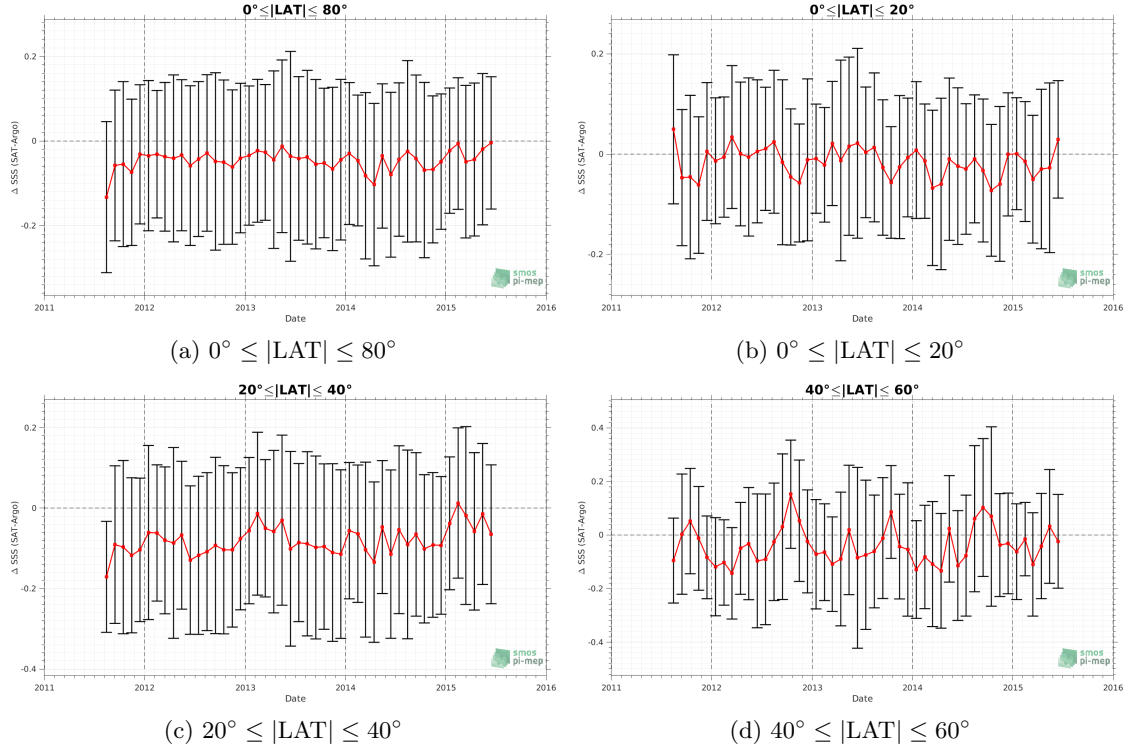 0°≤|LAT|≤ 80°
0.2
0
-0.2
Δ SSS (SAT-Argo)
2011 2012 2013 2014 2015 2016
Date
smos
pi-mep
(a) 0° ≤ |LAT| ≤ 80°
0°≤|LAT|≤ 20°
0.2
0
-0.2
Δ SSS (SAT-Argo)
2011 2012 2013 2014 2015 2016
Date
smos
pi-mep
(b) 0° ≤ |LAT| ≤ 20°
20°≤|LAT|≤ 40°
0.2
0
-0.2
-0.4
Δ SSS (SAT-Argo)
2011 2012 2013 2014 2015 2016
Date
smos
pi-mep
(c) 20° ≤ |LAT| ≤ 40°
40°≤|LAT|≤ 60°
0.4
0.2
0
-0.2
-0.4
Δ SSS (SAT-Argo)
2011 2012 2013 2014 2015 2016
Date
smos
pi-mep
(d) 40° ≤ |LAT| ≤ 60°